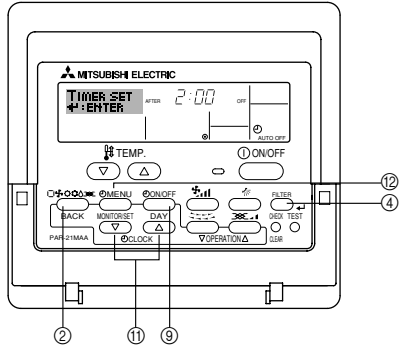 MITSUBISHI ELECTRIC
TIMER SET
↵:ENTER
AFTER 2:00 OFF
AUTO OFF
TEMP. ON/OFF
▽ △
MENU ON/OFF FILTER
BACK MONITOR/SET DAY CHECK TEST
PAR-21MAA ▽ △ ▽OPERATION△ CLEAR
CLOCK
⑫
④
② ⑪ ⑨